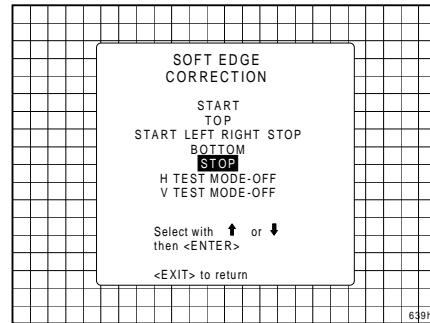 SOFT EDGE
CORRECTION
START
TOP
START LEFT RIGHT STOP
BOTTOM
STOP
H TEST MODE-OFF
V TEST MODE-OFF
Select with ⬆ or ⬇
then <ENTER>
<EXIT> to return
639h